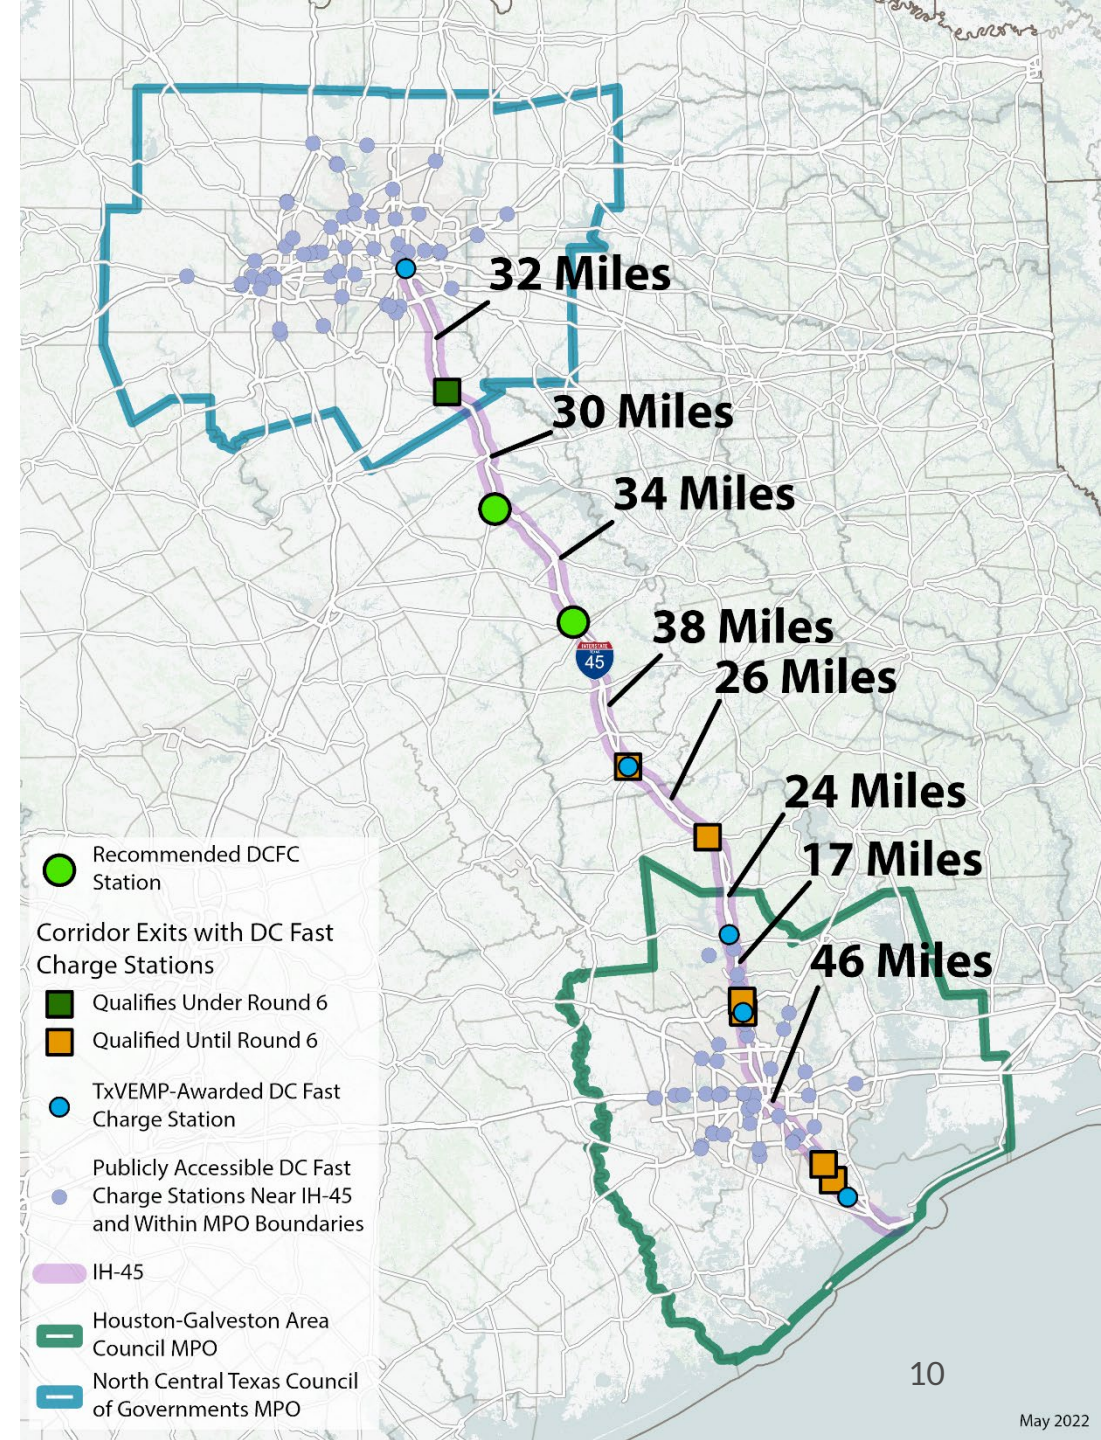 32 Miles
30 Miles
34 Miles
38 Miles
INTERSTATE
TEXAS
45
26 Miles
24 Miles
17 Miles
46 Miles
Recommended DCFC
Station
Corridor Exits with DC Fast
Charge Stations
Qualifies Under Round 6
Qualified Until Round 6
TxVEMP-Awarded DC Fast
Charge Station
Publicly Accessible DC Fast
Charge Stations Near IH-45
and Within MPO Boundaries
IH-45
Houston-Galveston Area
Council MPO
North Central Texas Council
of Governments MPO
10
May 2022